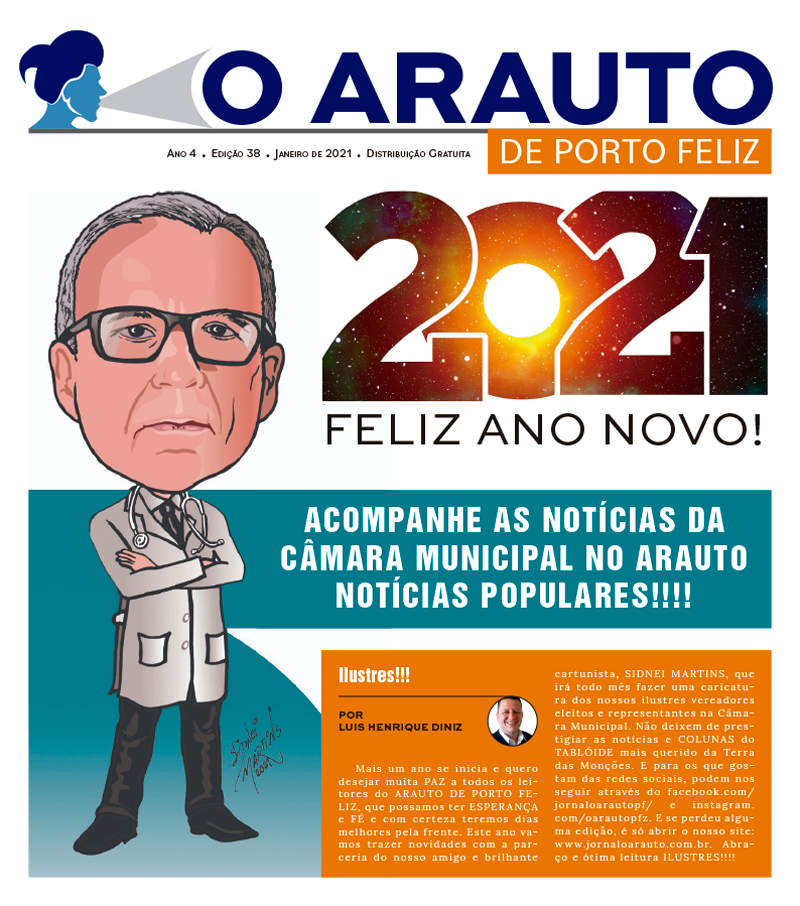 O ARAUTO
DE PORTO FELIZ
Ano 4 . Edição 38 . Janeiro de 2021 . Distribuição Gratuita
2021
FELIZ ANO NOVO!
ACOMPANHE AS NOTÍCIAS DA
CÂMARA MUNICIPAL NO ARAUTO
NOTÍCIAS POPULARES!!!!
Ilustres!!!
POR
LUIS HENRIQUE DINIZ
Mais um ano se inicia e quero
desejar muita PAZ a todos os lei-
tores do ARAUTO DE PORTO FE-
LIZ, que possamos ter ESPERANÇA
e FÉ e com certeza teremos dias
melhores pela frente. Este ano va-
mos trazer novidades com a par-
ceria do nosso amigo e brilhante
cartunista, SIDNEI MARTINS, que
irá todo mês fazer uma caricatu-
ra dos nossos ilustres vereadores
eleitos e representantes na Câma-
ra Municipal. Não deixem de pres-
tigiar as notícias e COLUNAS do
TABLÓIDE mais querido da Terra
das Monções. E para os que gos-
tam das redes sociais, podem nos
seguir através do facebook.com/
jornaloarautopf/ e instagram.
com/oarautopfz. E se perdeu algu-
ma edição, é só abrir o nosso site:
www.jornaloarauto.com.br. Abra-
ço e ótima leitura ILUSTRES!!!!
Sidnei
Martins